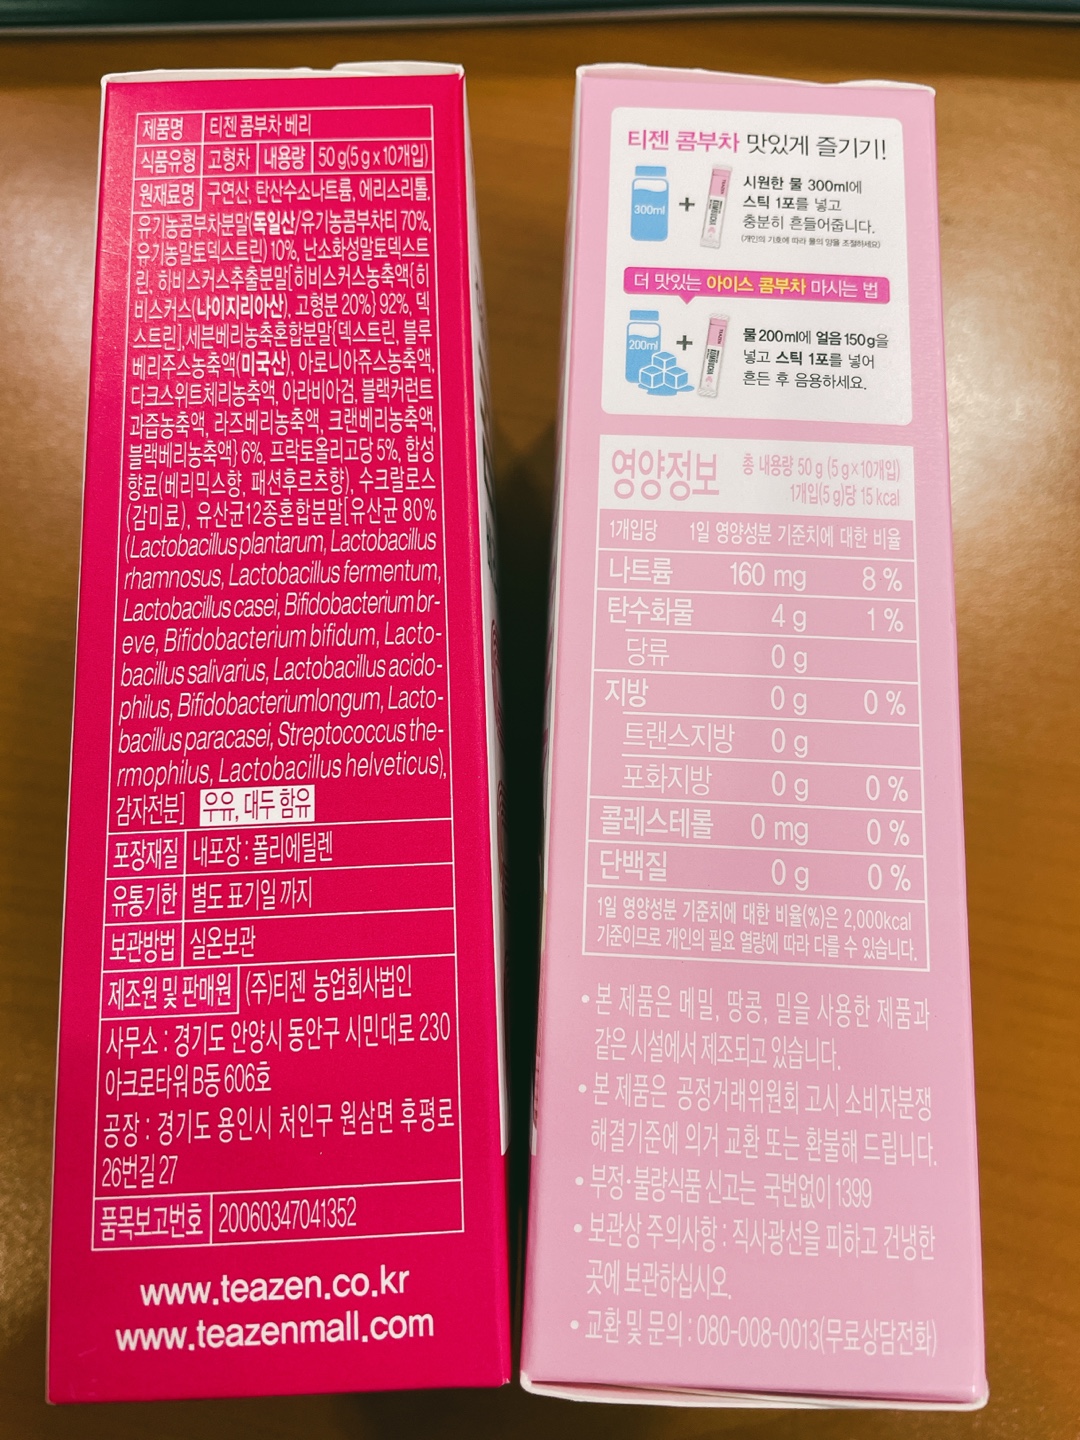 제품명 티젠 콤부차 베리
식품유형 고형차 내용량 50 g(5 g x 10개입)
원재료명 구연산, 탄산수소나트륨, 에리스리톨,
유기농콤부차분말(독일산/유기농콤부차티 70%,
유기농말토덱스트린) 10%, 난소화성말토덱스트
린, 히비스커스추출분말[히비스커스농축액{히
비스커스(나이지리아산), 고형분 20%} 92%, 덱
스트린], 세븐베리농축혼합분말{덱스트린, 블루
베리주스농축액(미국산), 아로니아쥬스농축액,
다크스위트체리농축액, 아라비아검, 블랙커런트
과즙농축액, 라즈베리농축액, 크랜베리농축액,
블랙베리농축액} 6%, 프락토올리고당 5%, 합성
향료(베리믹스향, 패션후르츠향), 수크랄로스
(감미료), 유산균12종혼합분말[유산균 80%
(Lactobacillus plantarum, Lactobacillus
rhamnosus, Lactobacillus fermentum,
Lactobacillus casei, Bifidobacterium br-
eve, Bifidobacterium bifidum, Lacto-
bacillus salivarius, Lactobacillus acido-
philus, Bifidobacteriumlongum, Lacto-
bacillus paracasei, Streptococcus the-
rmophilus, Lactobacillus helveticus),
감자전분] 우유, 대두 함유
포장재질 내포장 : 폴리에틸렌
유통기한 별도 표기일 까지
보관방법 실온보관
제조원 및 판매원 (주)티젠 농업회사법인
사무소 : 경기도 안양시 동안구 시민대로 230
아크로타워 B동 606호
공장 : 경기도 용인시 처인구 원삼면 후평로
26번길 27
품목보고번호 20060347041352
www.teazen.co.kr
www.teazenmall.com
티젠 콤부차 맛있게 즐기기!
300ml + 시원한 물 300ml에
스틱 1포를 넣고
충분히 흔들어줍니다.
(개인의 기호에 따라 물의 양을 조절하세요)
더 맛있는 아이스 콤부차 마시는 법
200ml + 물 200ml에 얼음 150g을
넣고 스틱 1포를 넣어
흔든 후 음용하세요.
영양정보 총 내용량 50 g (5 g x 10개입)
1개입(5 g)당 15 kcal
1개입당 1일 영양성분 기준치에 대한 비율
나트륨 160 mg 8 %
탄수화물 4 g 1 %
당류 0 g
지방 0 g 0 %
트랜스지방 0 g
포화지방 0 g 0 %
콜레스테롤 0 mg 0 %
단백질 0 g 0 %
1일 영양성분 기준치에 대한 비율(%)은 2,000kcal
기준이므로 개인의 필요 열량에 따라 다를 수 있습니다.
• 본 제품은 메밀, 땅콩, 밀을 사용한 제품과
같은 시설에서 제조되고 있습니다.
• 본 제품은 공정거래위원회 고시 소비자분쟁
해결기준에 의거 교환 또는 환불해 드립니다.
• 부정·불량식품 신고는 국번없이 1399
• 보관상 주의사항 : 직사광선을 피하고 건냉한
곳에 보관하십시오.
• 교환 및 문의 : 080-008-0013(무료상담전화)